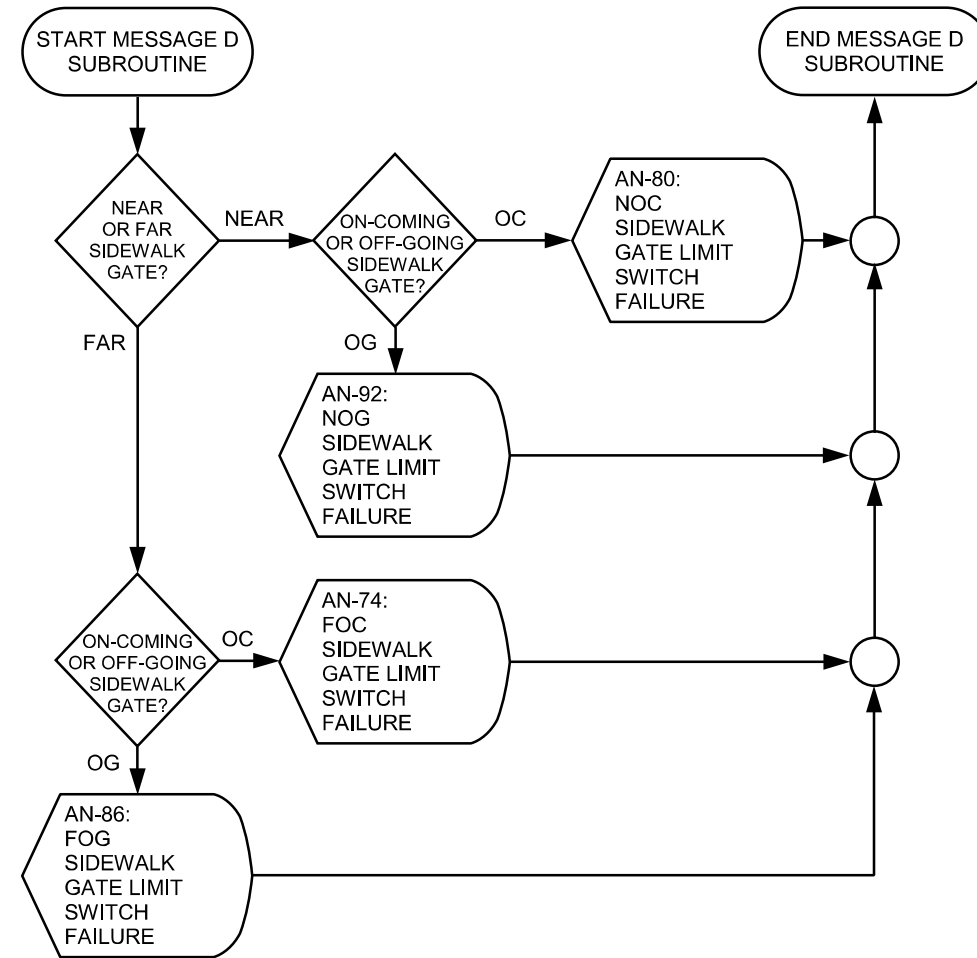 START MESSAGE D
SUBROUTINE
END MESSAGE D
SUBROUTINE
NEAR
OR FAR
SIDEWALK
GATE?
NEAR
ON-COMING
OR OFF-GOING
SIDEWALK
GATE?
OC
AN-80:
NOC
SIDEWALK
GATE LIMIT
SWITCH
FAILURE
FAR
OG
AN-92:
NOG
SIDEWALK
GATE LIMIT
SWITCH
FAILURE
ON-COMING
OR OFF-GOING
SIDEWALK
GATE?
OC
AN-74:
FOC
SIDEWALK
GATE LIMIT
SWITCH
FAILURE
OG
AN-86:
FOG
SIDEWALK
GATE LIMIT
SWITCH
FAILURE